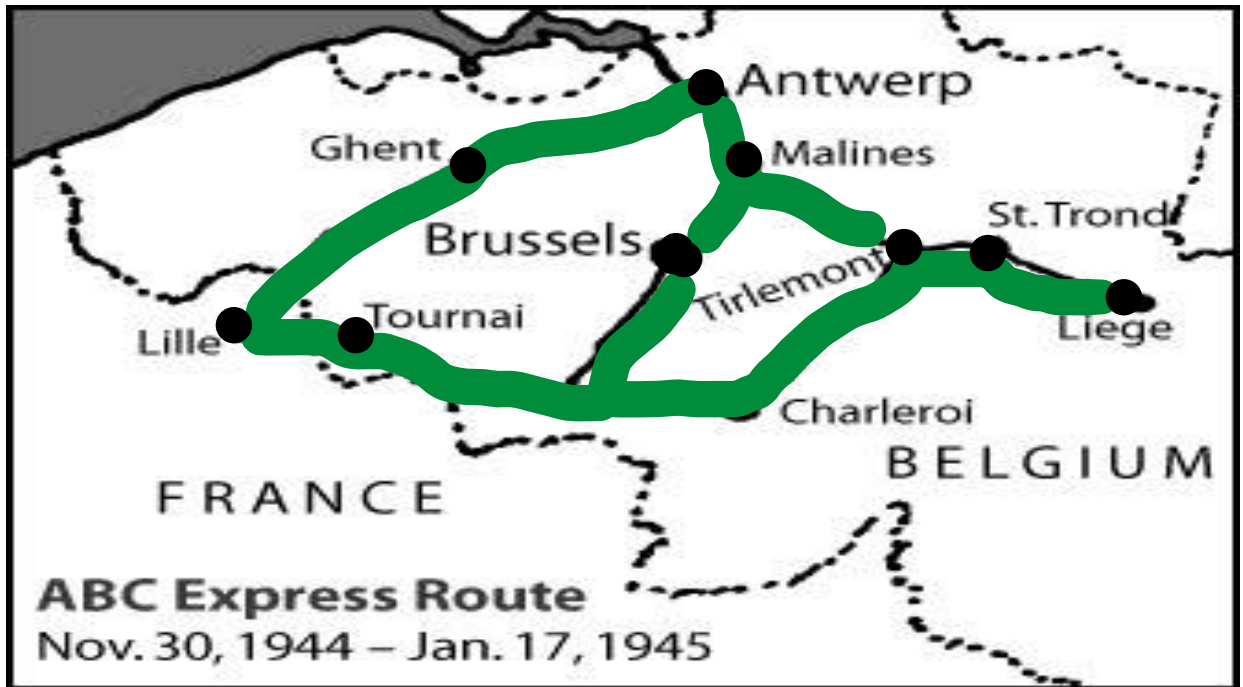 Antwerp
Ghent
Malines
St. Trond
Brussels
Tirlemont
Tournai
Lille
Liege
Charleroi
BELGIUM
FRANCE
ABC Express Route
Nov. 30, 1944 – Jan. 17, 1945